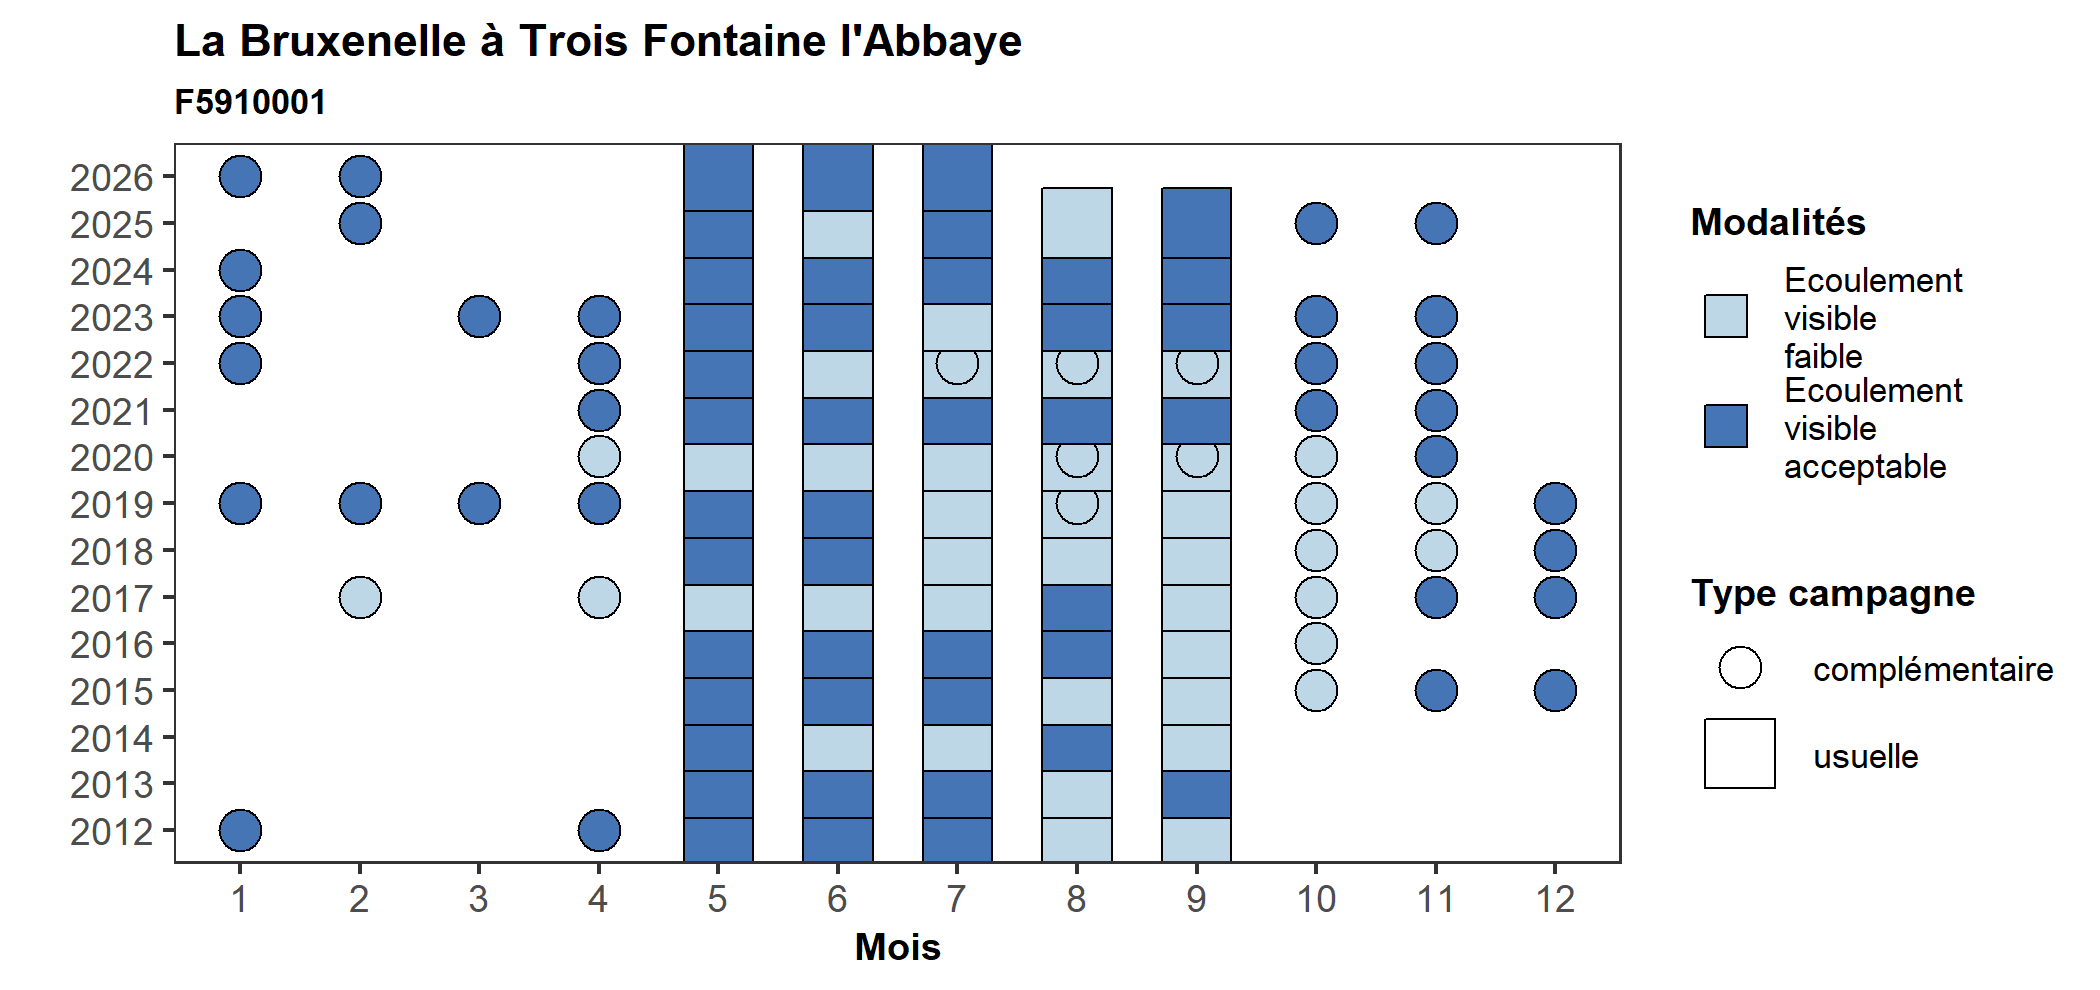 La Bruxenelle à Trois Fontaine l'Abbaye
F5910001
2026
2025
2024
2023
2022
2021
2020
2019
2018
2017
2016
2015
2014
2013
2012
1 2 3 4 5 6 7 8 9 10 11 12
Mois
Modalités
Ecoulement
visible
faible
Ecoulement
visible
acceptable
Type campagne
complémentaire
usuelle